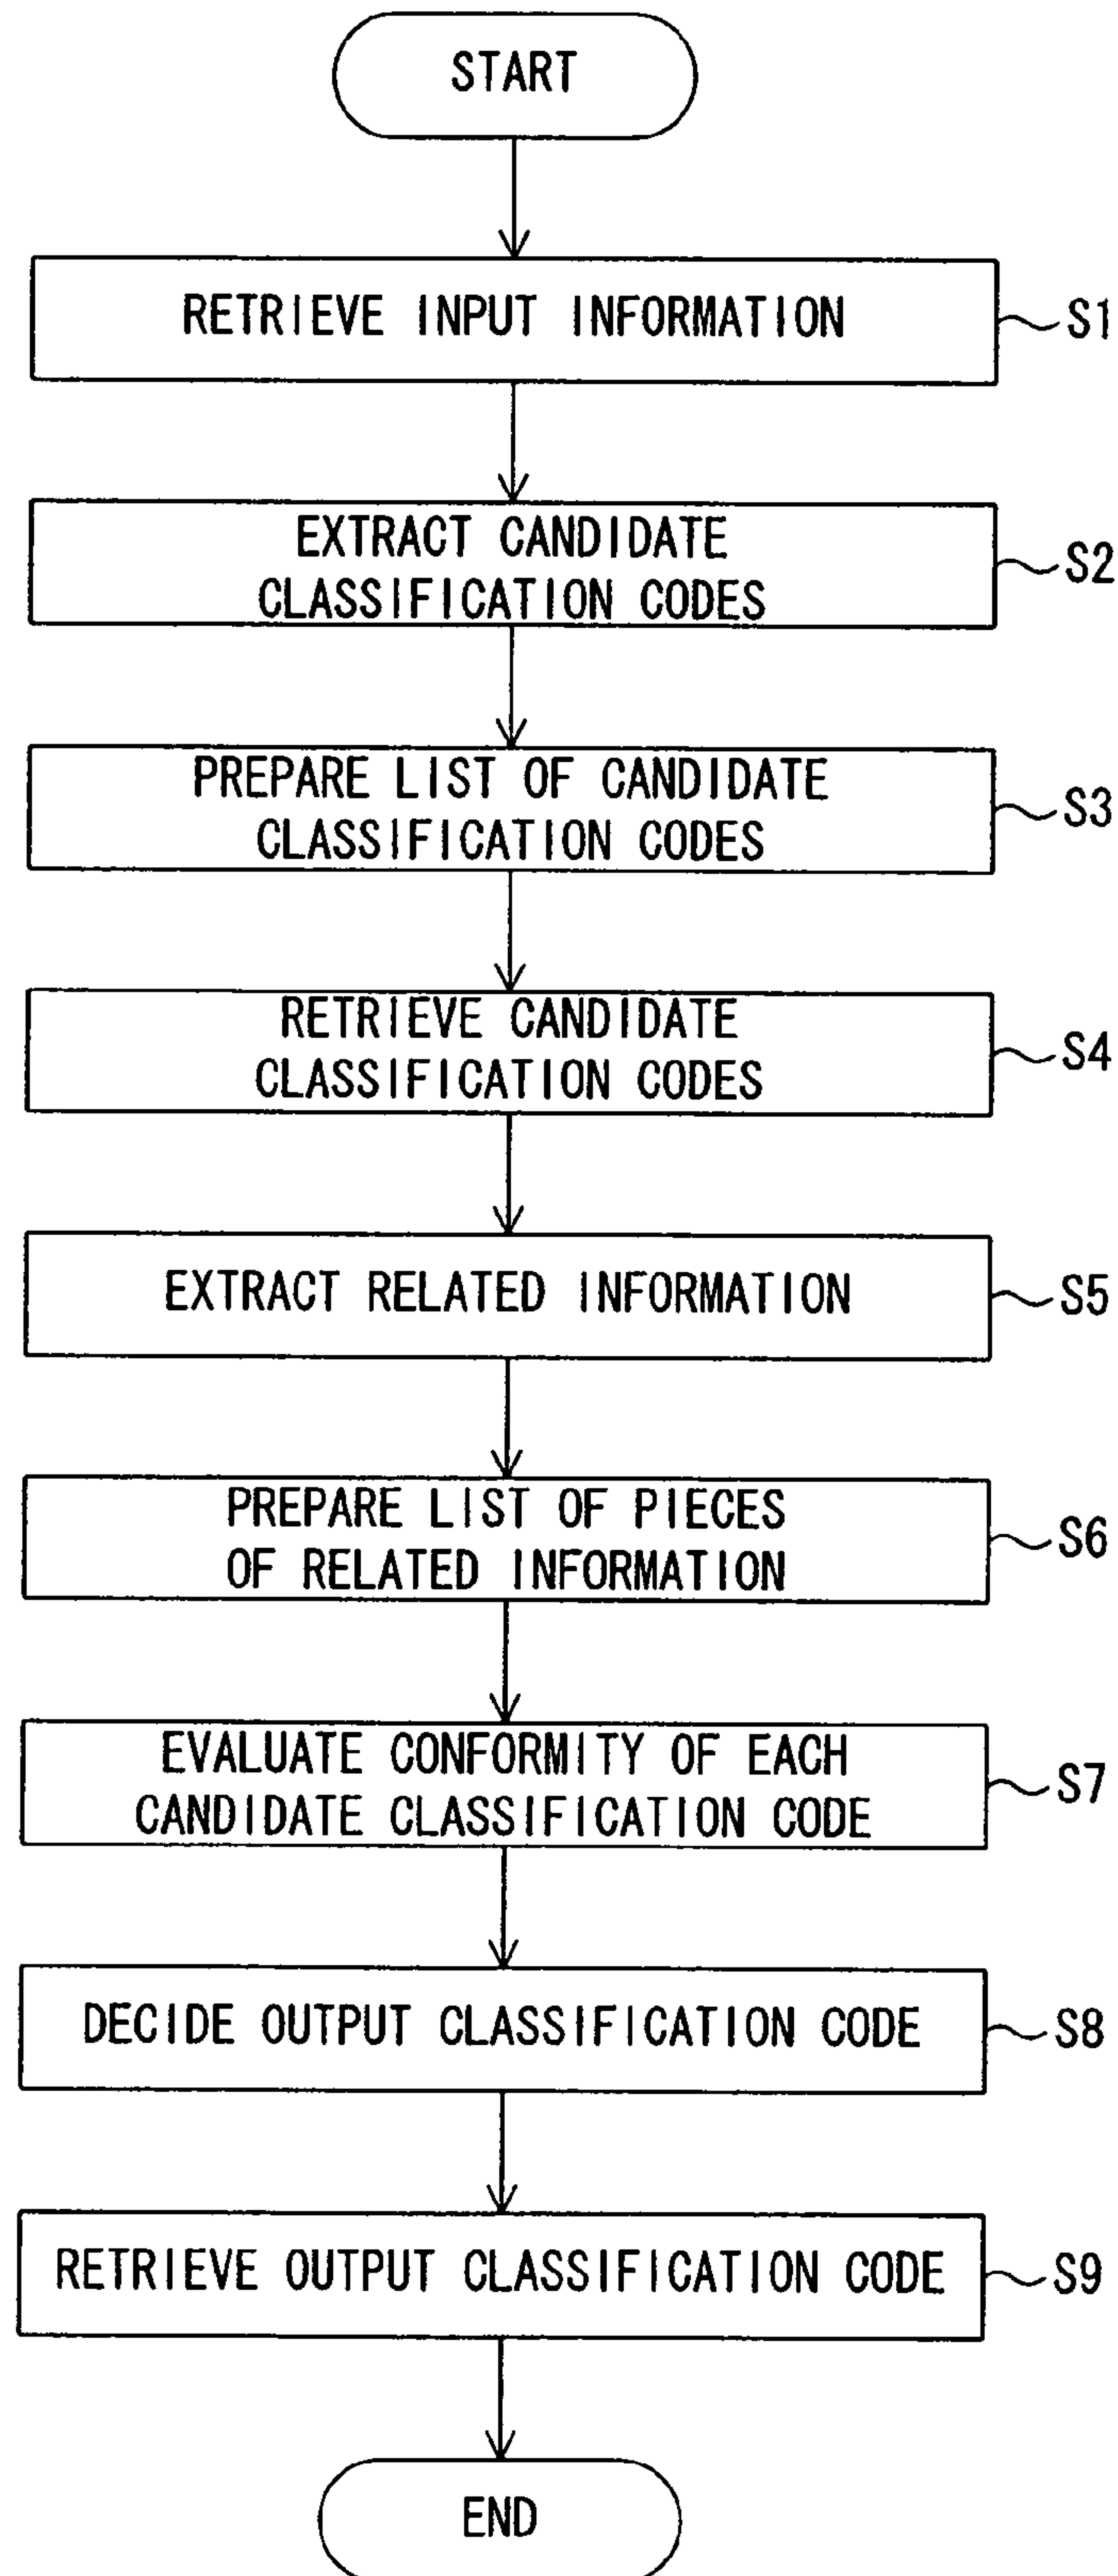 START
RETRIEVE INPUT INFORMATION
S1
EXTRACT CANDIDATE
CLASSIFICATION CODES
S2
PREPARE LIST OF CANDIDATE
CLASSIFICATION CODES
S3
RETRIEVE CANDIDATE
CLASSIFICATION CODES
S4
EXTRACT RELATED INFORMATION
S5
PREPARE LIST OF PIECES
OF RELATED INFORMATION
S6
EVALUATE CONFORMITY OF EACH
CANDIDATE CLASSIFICATION CODE
S7
DECIDE OUTPUT CLASSIFICATION CODE
S8
RETRIEVE OUTPUT CLASSIFICATION CODE
S9
END